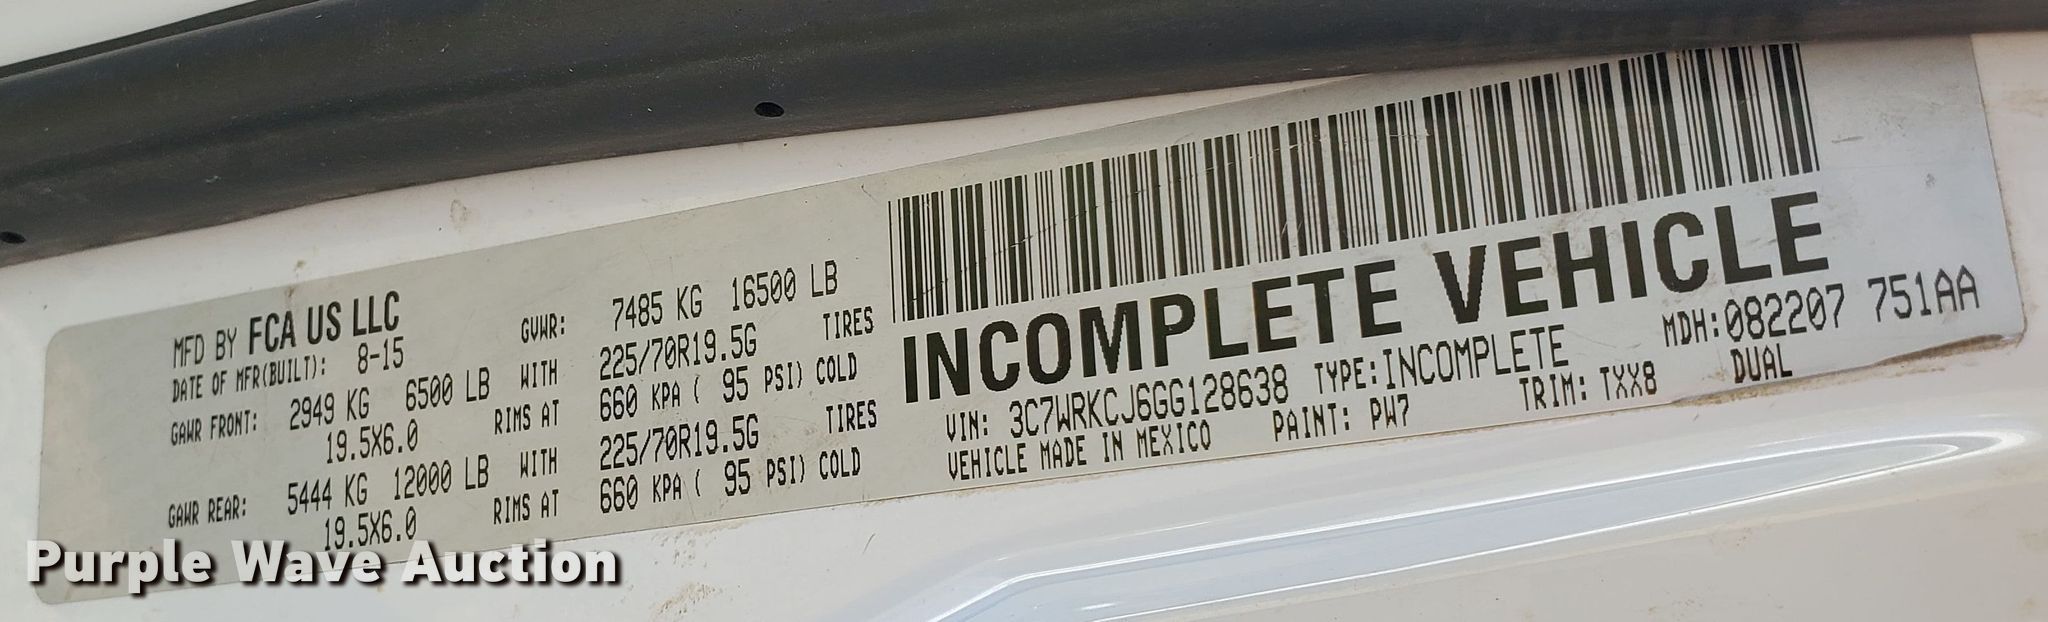 MFD BY FCA US LLC
DATE OF MFR(BUILT): 8-15
GVWR: 7485 KG 16500 LB
GAWR FRONT: 2949 KG 6500 LB WITH 225/70R19.5G TIRES
19.5X6.0 RIMS AT 660 KPA ( 95 PSI) COLD
GAWR REAR: 5444 KG 12000 LB WITH 225/70R19.5G TIRES
19.5X6.0 RIMS AT 660 KPA ( 95 PSI) COLD
INCOMPLETE VEHICLE
MDH:082207 751AA
VIN: 3C7WRKCJ6GG128638 TYPE:INCOMPLETE DUAL
VEHICLE MADE IN MEXICO PAINT: PW7 TRIM: TXX8
Purple Wave Auction